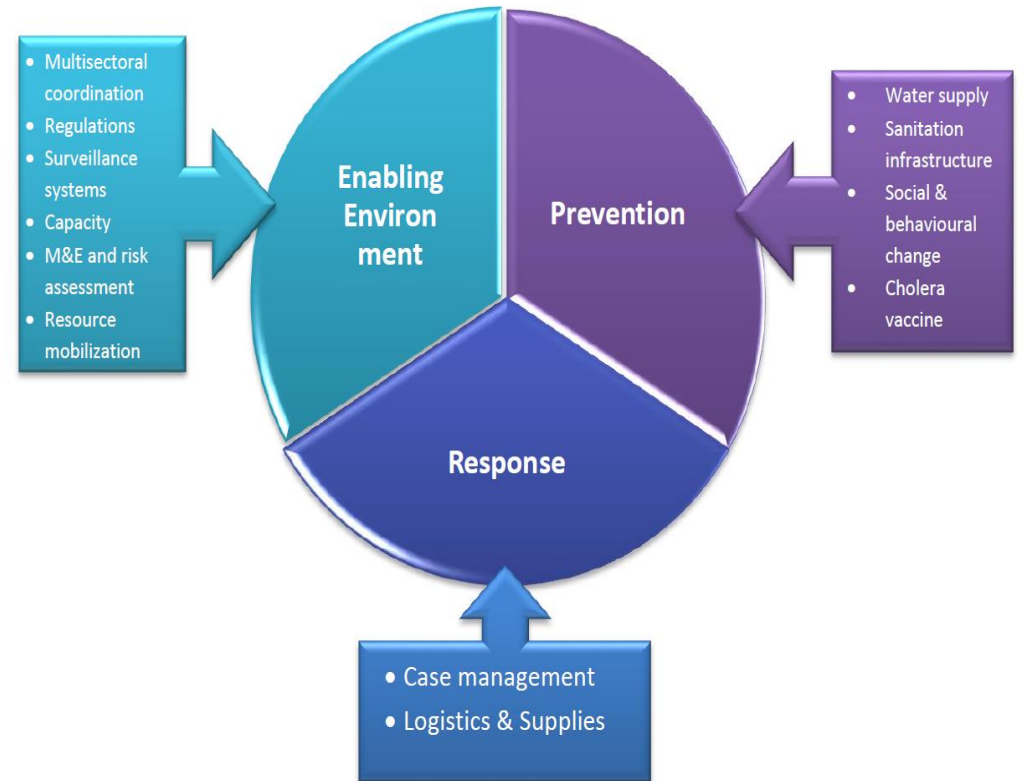 • Multisectoral
coordination
• Regulations
• Surveillance
systems
• Capacity
• M&E and risk
assessment
• Resource
mobilization
Enabling
Environ
ment
Prevention
• Water supply
• Sanitation
infrastructure
• Social &
behavioural
change
• Cholera
vaccine
Response
• Case management
• Logistics & Supplies